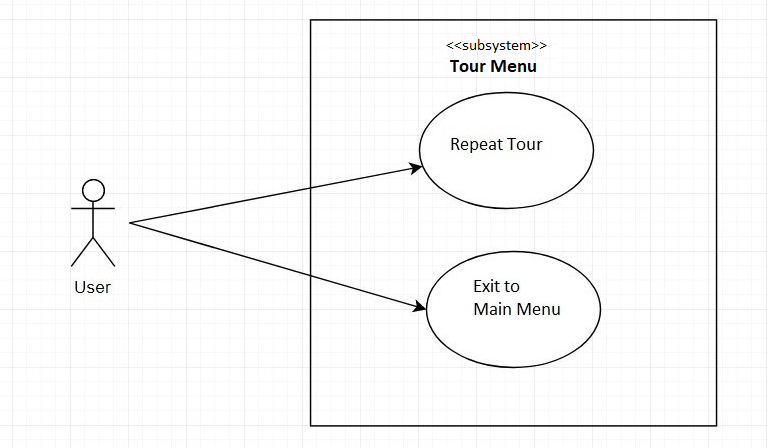 <<subsystem>>
Tour Menu
Repeat Tour
User
Exit to
Main Menu